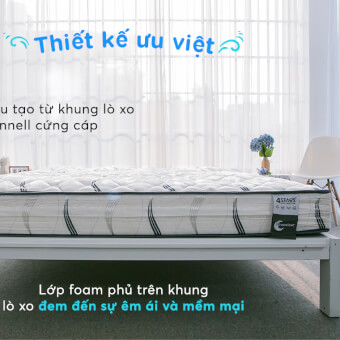 Thiết kế ưu việt
u tạo từ khung lò xo
nnell cứng cáp
4STARS
Lớp foam phủ trên khung
lò xo đem đến sự êm ái và mềm mại